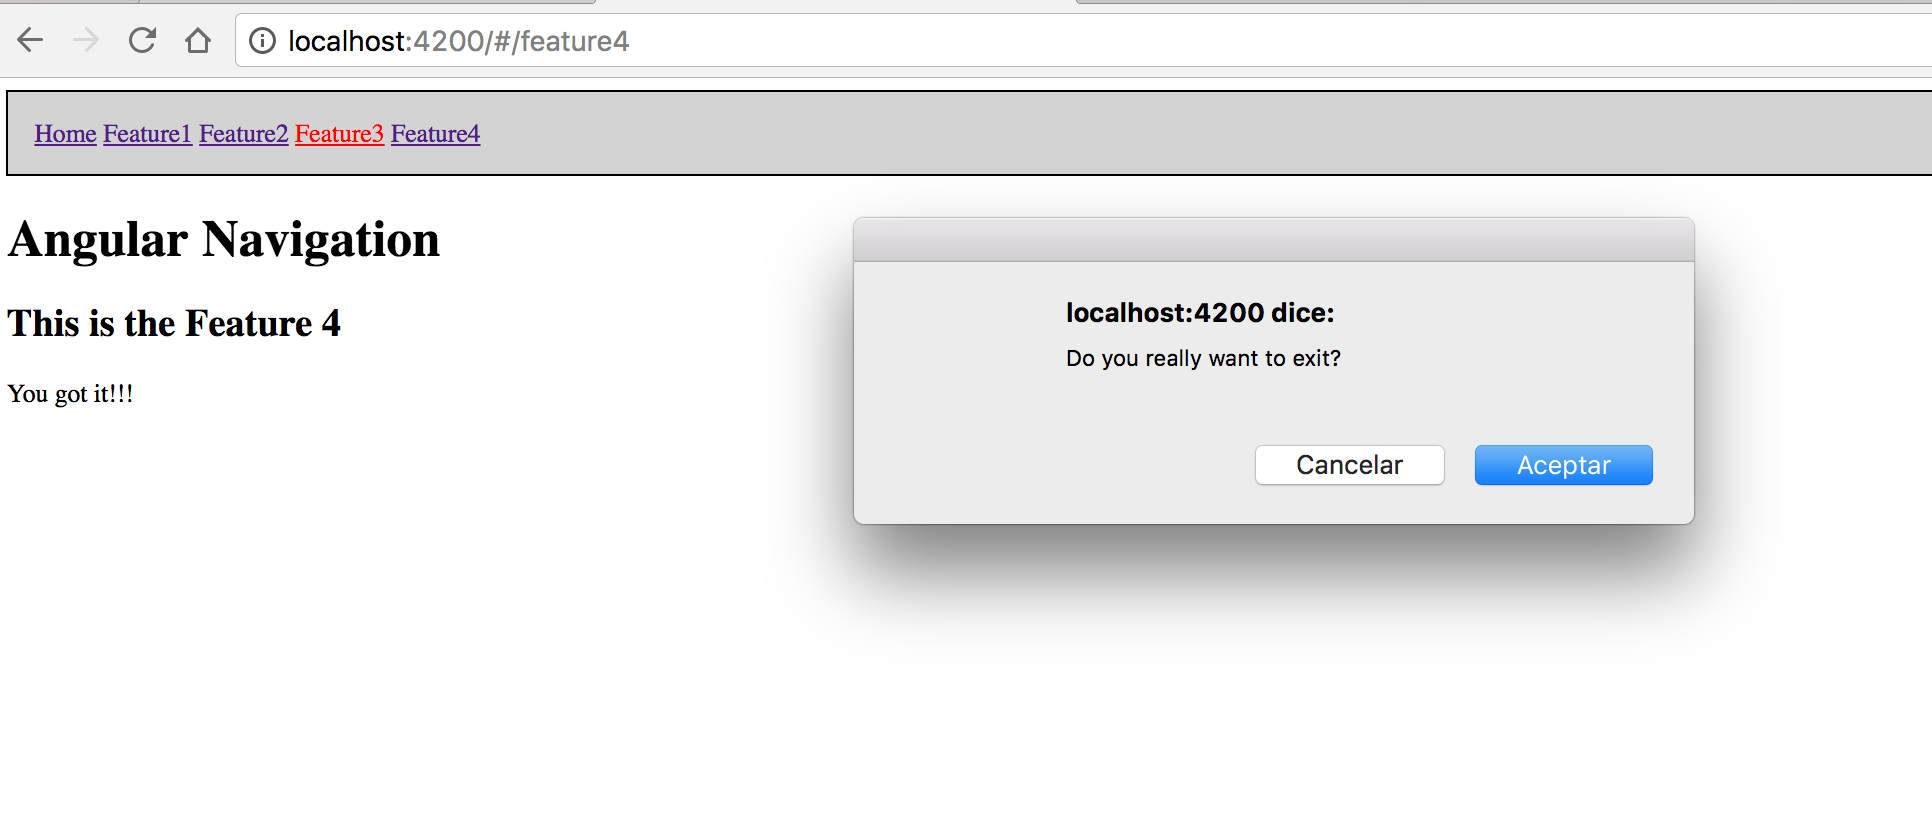 localhost:4200/#/feature4
Home Feature1 Feature2 Feature3 Feature4
Angular Navigation
This is the Feature 4
You got it!!!
localhost:4200 dice:
Do you really want to exit?
Cancelar Aceptar